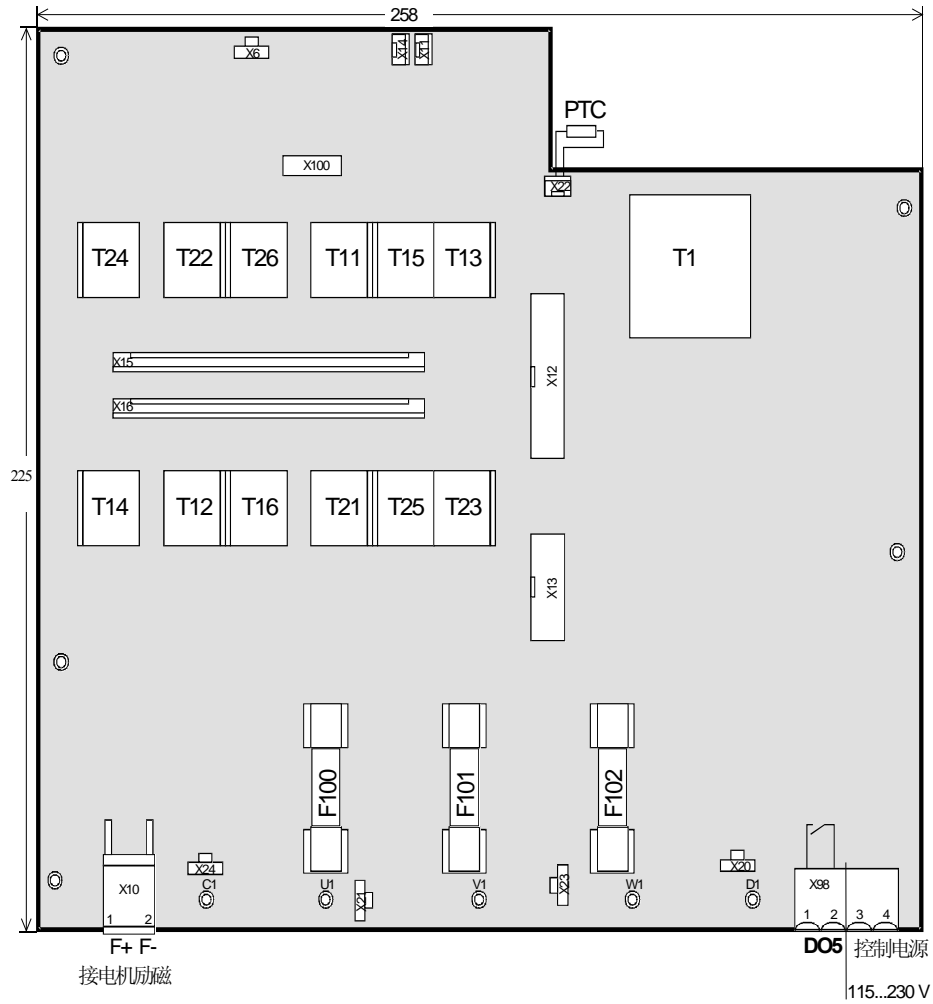 258
X6
X14
X11
PTC
X100
X22
T24 T22 T26 T11 T15 T13
T1
X15
X12
X16
225
T14 T12 T16 T21 T25 T23
X13
F100 F101 F102
X24
X20
X10
X98
C1 U1 V1 W1 D1
X21
X23
1 2
1 2 3 4
F+ F-
DO5 控制电源
接电机励磁
115...230 V